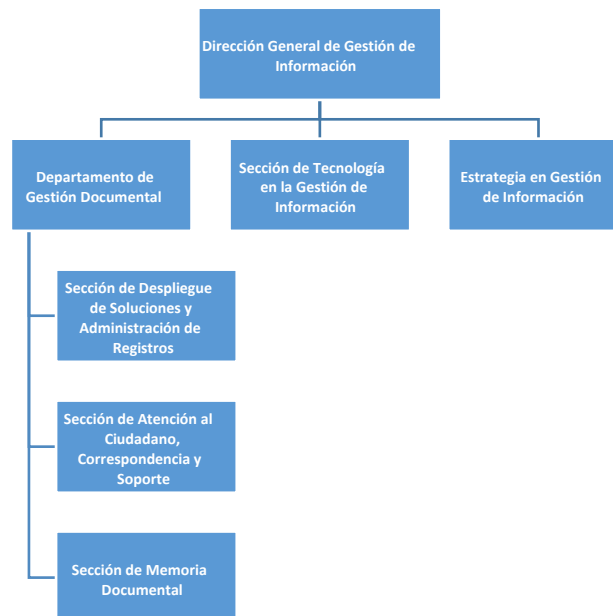 Dirección General de Gestión de
Información
Departamento de
Gestión Documental
Sección de Tecnología
en la Gestión de
Información
Estrategia en Gestión
de Información
Sección de Despliegue
de Soluciones y
Administración de
Registros
Sección de Atención al
Ciudadano,
Correspondencia y
Soporte
Sección de Memoria
Documental